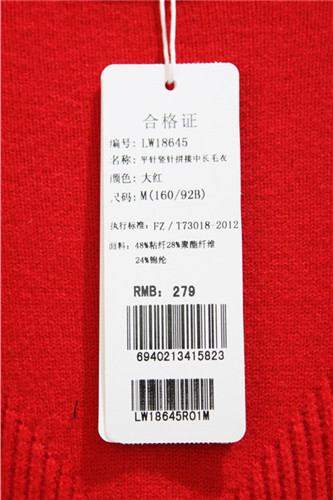 合格证
编号: LW18645
名称: 平针竖针拼接中长毛衣
颜色: 大红
尺码: M(160/92B)
执行标准: FZ/T73018-2012
面料: 48%粘纤28%聚酯纤维
24%锦纶
RMB: 279
6940213415823
LW18645R01M